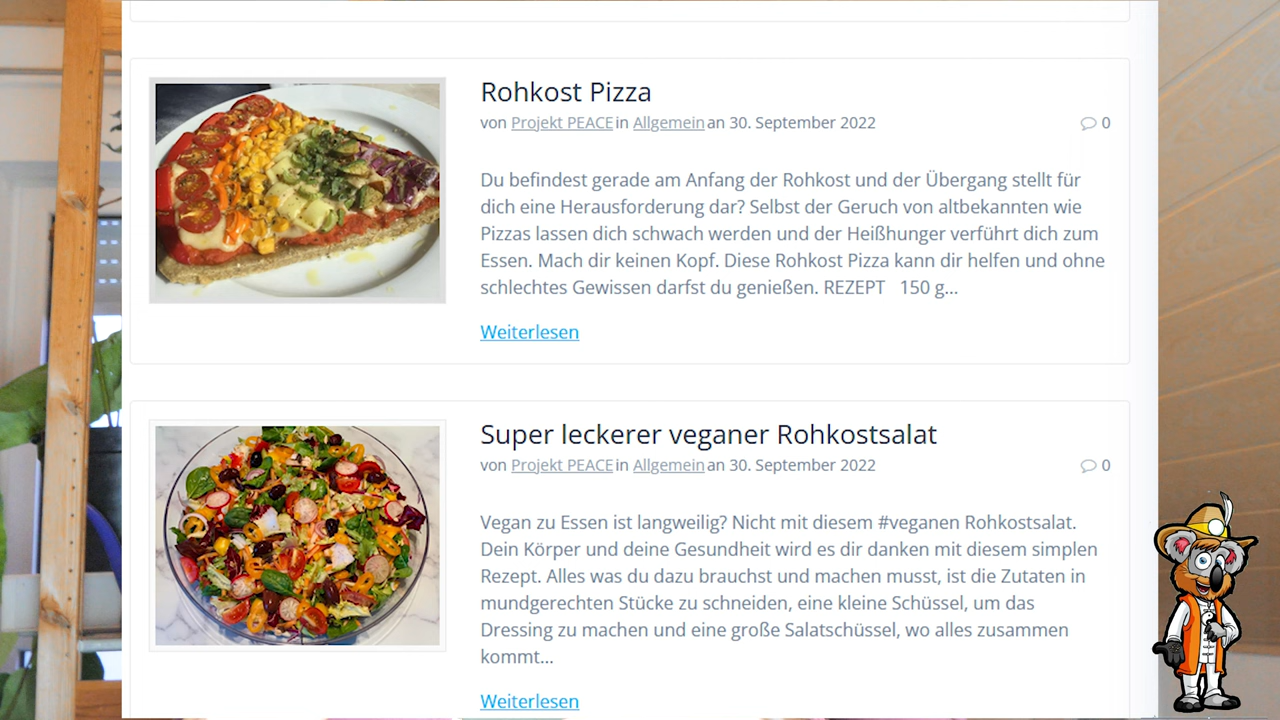 Rohkost Pizza
von Projekt PEACE in Allgemein an 30. September 2022
0
Du befindest gerade am Anfang der Rohkost und der Übergang stellt für
dich eine Herausforderung dar? Selbst der Geruch von altbekannten wie
Pizzas lassen dich schwach werden und der Heißhunger verführt dich zum
Essen. Mach dir keinen Kopf. Diese Rohkost Pizza kann dir helfen und ohne
schlechtes Gewissen darfst du genießen. REZEPT 150 g...
Weiterlesen
Super leckerer veganer Rohkostsalat
von Projekt PEACE in Allgemein an 30. September 2022
0
Vegan zu Essen ist langweilig? Nicht mit diesem #veganen Rohkostsalat.
Dein Körper und deine Gesundheit wird es dir danken mit diesem simplen
Rezept. Alles was du dazu brauchst und machen musst, ist die Zutaten in
mundgerechten Stücke zu schneiden, eine kleine Schüssel, um das
Dressing zu machen und eine große Salatschüssel, wo alles zusammen
kommt...
Weiterlesen